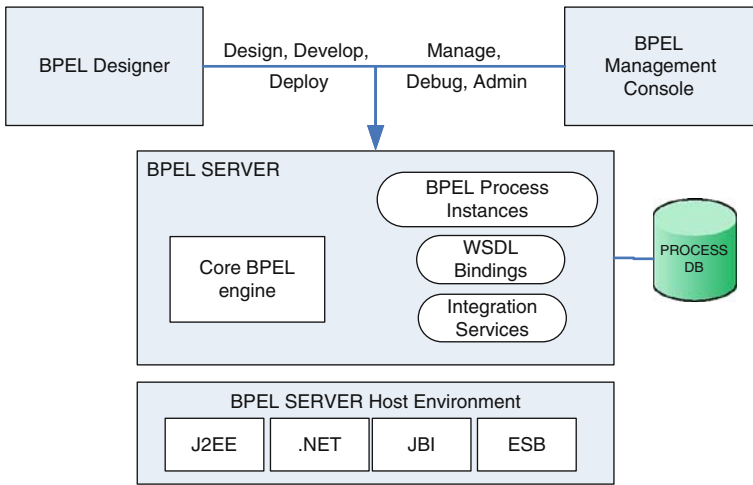 BPEL Designer
Design, Develop,
Deploy
Manage,
Debug, Admin
BPEL
Management
Console
BPEL SERVER
BPEL Process
Instances
Core BPEL
engine
WSDL
Bindings
Integration
Services
PROCESS
DB
BPEL SERVER Host Environment
J2EE
.NET
JBI
ESB